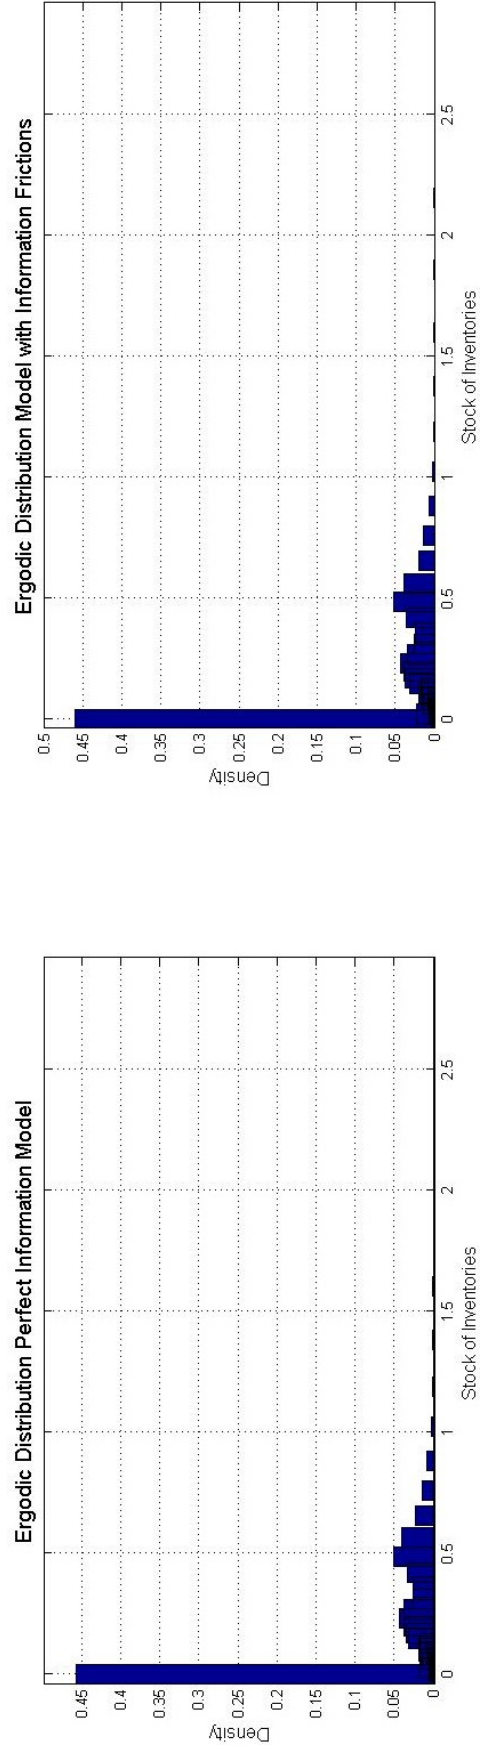 Ergodic Distribution Perfect Information Model
0.45
0.4
0.35
0.3
0.25
0.2
0.15
0.1
0.05
0
Density
0 0.5 1 1.5 2 2.5
Stock of Inventories
Ergodic Distribution Model with Information Frictions
0.5
0.45
0.4
0.35
0.3
0.25
0.2
0.15
0.1
0.05
0
Density
0 0.5 1 1.5 2 2.5
Stock of Inventories